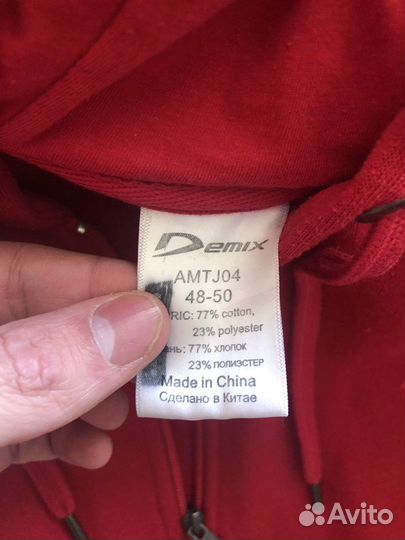 Demix
AMTJ04
48-50
RIC: 77% cotton,
23% polyester
нь: 77% хлопок
23% полиэстер
Made in China
Сделано в Китае
Avito